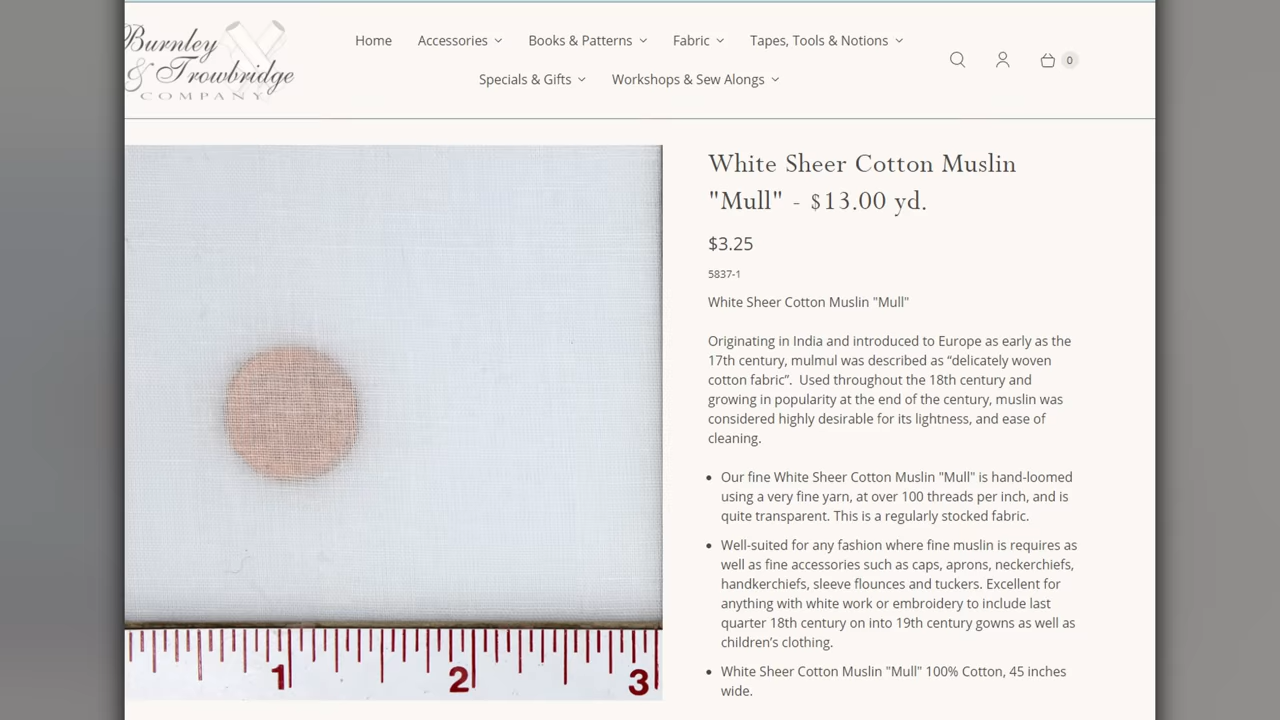 Burnley
& Trowbridge
COMPANY
Home Accessories Books & Patterns Fabric Tapes, Tools & Notions
Specials & Gifts Workshops & Sew Alongs
0
White Sheer Cotton Muslin
"Mull" - $13.00 yd.
$3.25
5837-1
White Sheer Cotton Muslin "Mull"
Originating in India and introduced to Europe as early as the
17th century, mulmul was described as “delicately woven
cotton fabric”. Used throughout the 18th century and
growing in popularity at the end of the century, muslin was
considered highly desirable for its lightness, and ease of
cleaning.
Our fine White Sheer Cotton Muslin "Mull" is hand-loomed
using a very fine yarn, at over 100 threads per inch, and is
quite transparent. This is a regularly stocked fabric.
Well-suited for any fashion where fine muslin is requires as
well as fine accessories such as caps, aprons, neckerchiefs,
handkerchiefs, sleeve flounces and tuckers. Excellent for
anything with white work or embroidery to include last
quarter 18th century on into 19th century gowns as well as
children’s clothing.
White Sheer Cotton Muslin "Mull" 100% Cotton, 45 inches
wide.
1 2 3